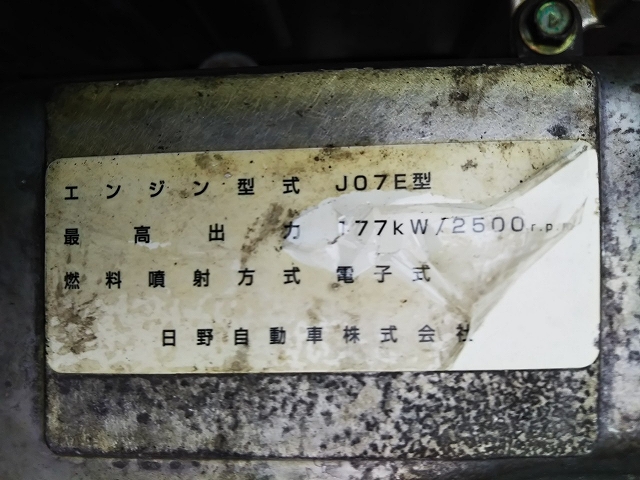 エンジン型式 J07E型
最高出力 177kW/2500r.p.m
燃料噴射方式 電子式
日野自動車株式会社